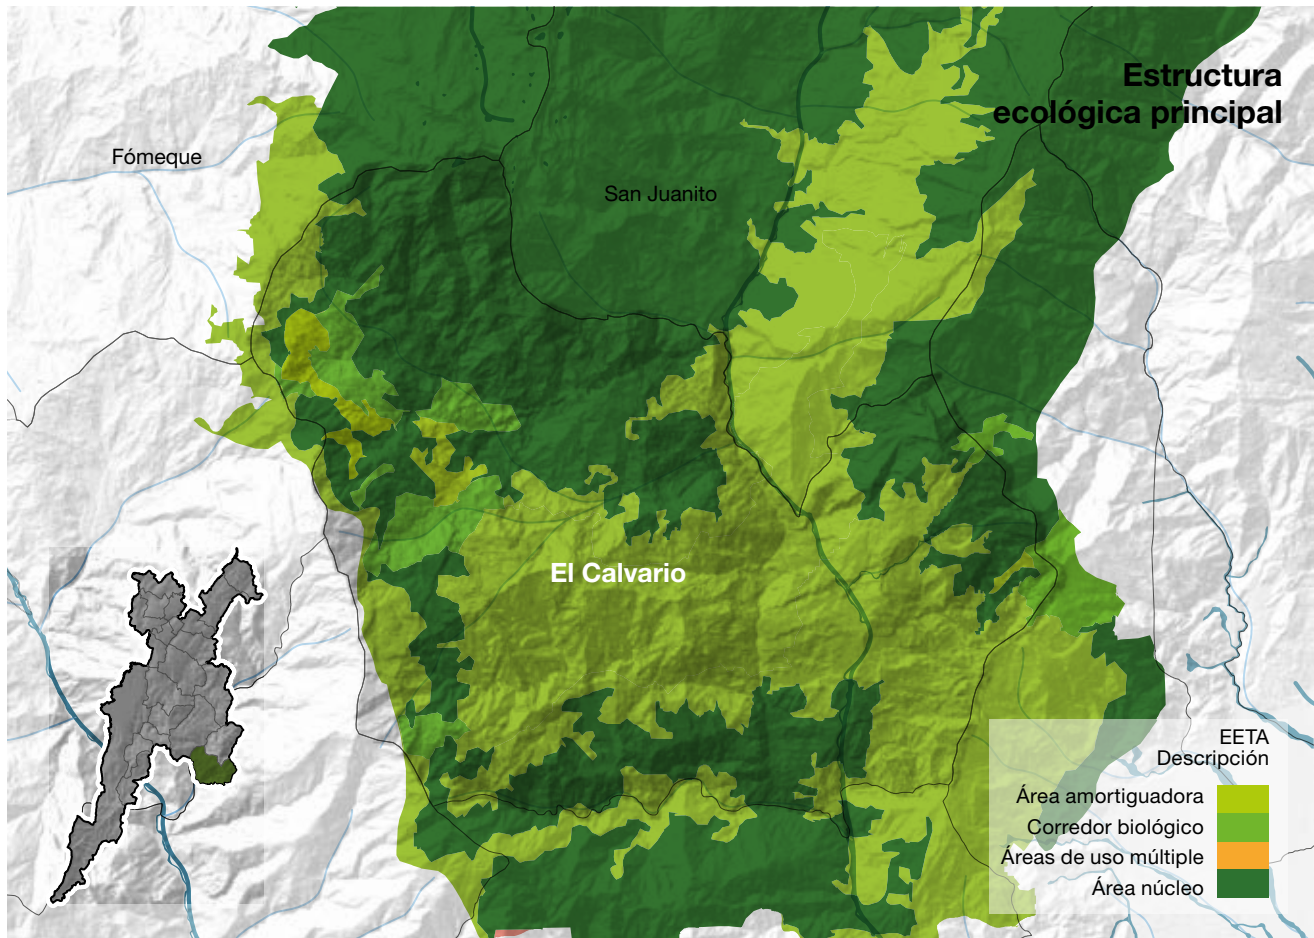 Estructura
ecológica principal
Fómeque
San Juanito
El Calvario
EETA
Descripción
Área amortiguadora
Corredor biológico
Áreas de uso múltiple
Área núcleo